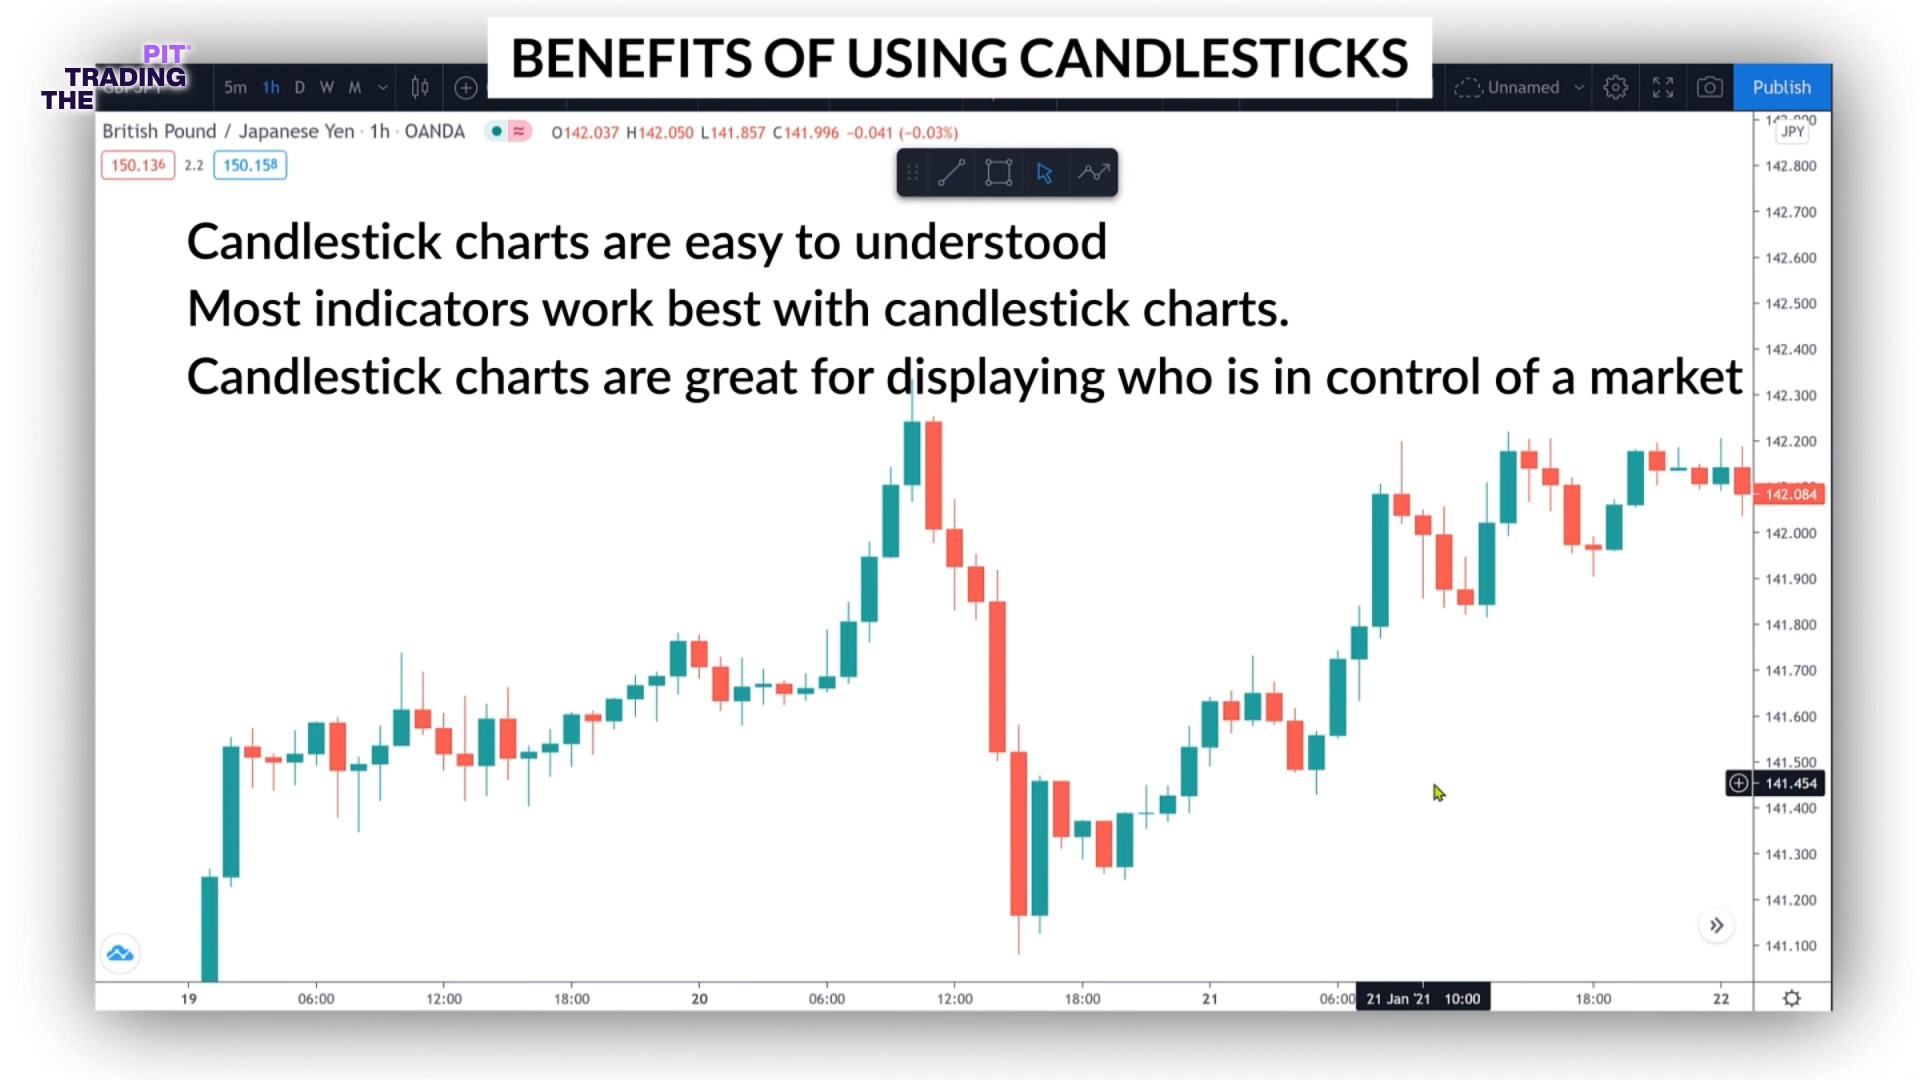 BENEFITS OF USING CANDLESTICKS
PIT
TRADING
THE
5m 1h D W M
Unnamed
Publish
British Pound / Japanese Yen · 1h · OANDA O142.037 H142.050 L141.857 C141.996 −0.041 (−0.03%)
JPY
150.136 2.2 150.158
Candlestick charts are easy to understood
Most indicators work best with candlestick charts.
Candlestick charts are great for displaying who is in control of a market
142.800
142.700
142.600
142.500
142.400
142.300
142.200
142.084
142.000
141.900
141.800
141.700
141.600
141.500
141.454
141.400
141.300
141.200
141.100
19 06:00 12:00 18:00 20 06:00 12:00 18:00 21 06:00 21 Jan '21 10:00 18:00 22